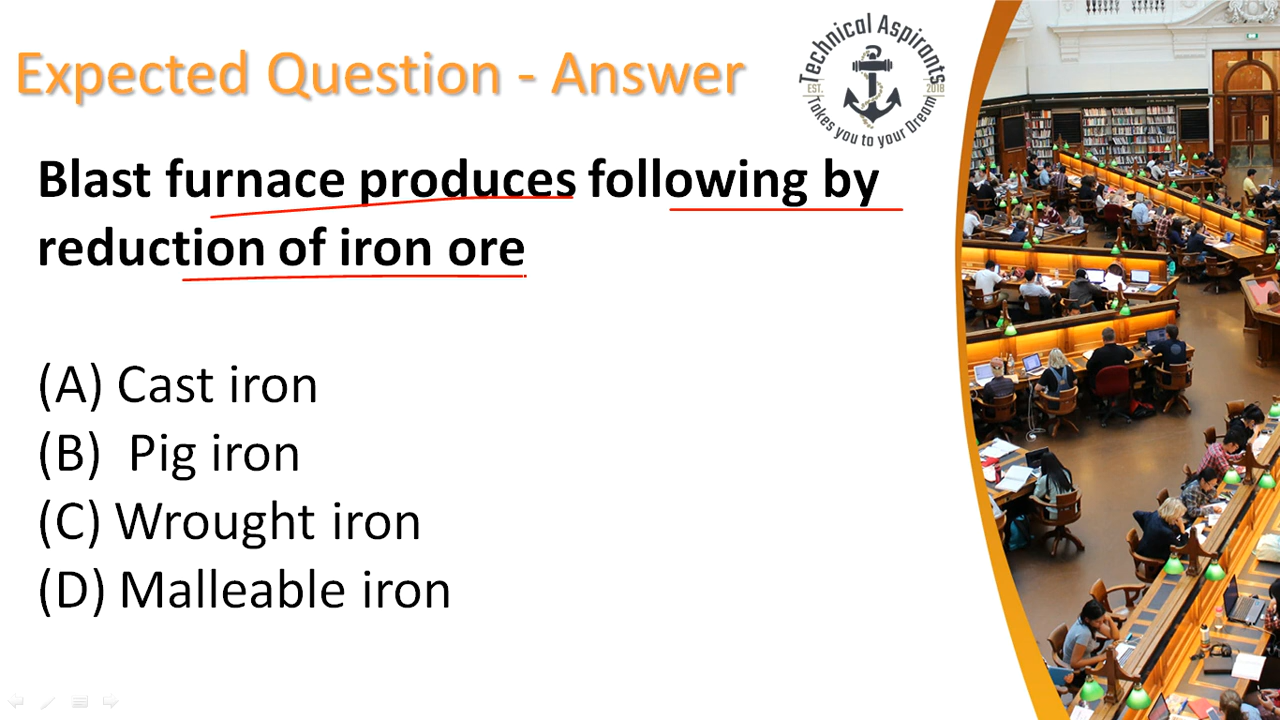 Expected Question - Answer
Technical Aspirants
EST. 2018
Takes you to your Dream
Blast furnace produces following by
reduction of iron ore
(A) Cast iron
(B) Pig iron
(C) Wrought iron
(D) Malleable iron